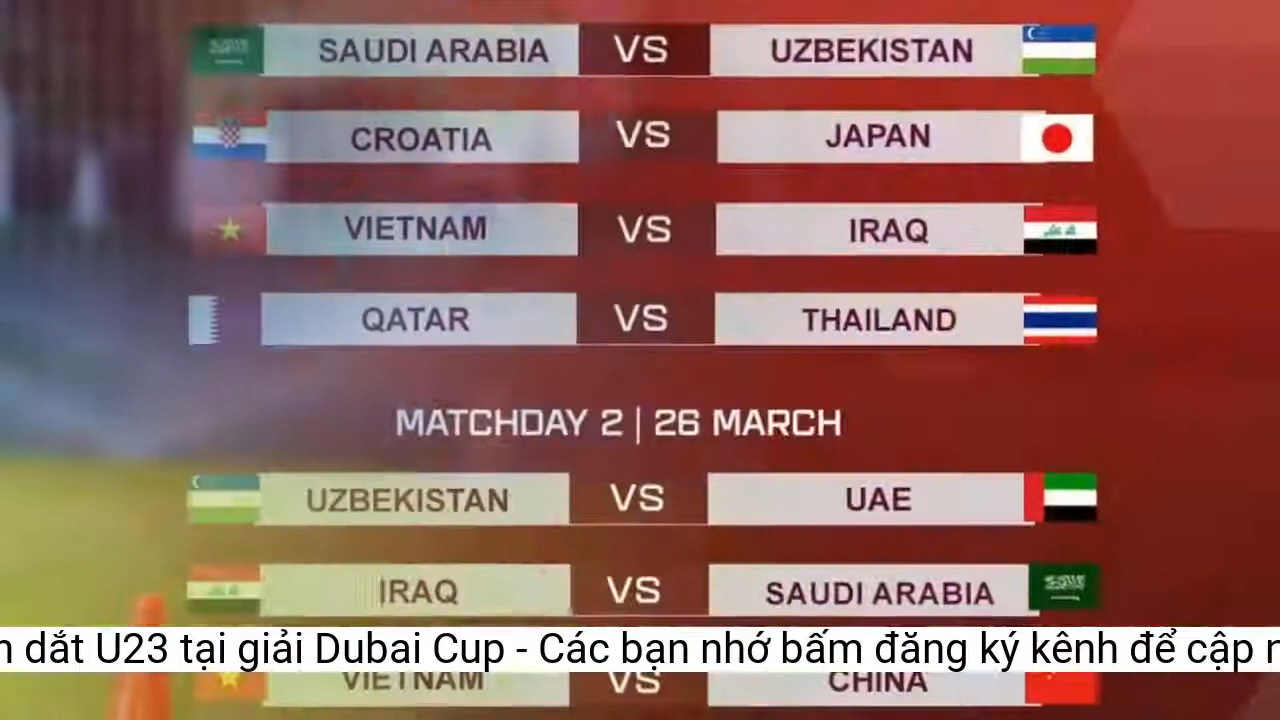 SAUDI ARABIA VS UZBEKISTAN
CROATIA VS JAPAN
VIETNAM VS IRAQ
QATAR VS THAILAND
MATCHDAY 2 | 26 MARCH
UZBEKISTAN VS UAE
IRAQ VS SAUDI ARABIA
dắt U23 tại giải Dubai Cup - Các bạn nhớ bấm đăng ký kênh để cập
VIETNAM VS CHINA